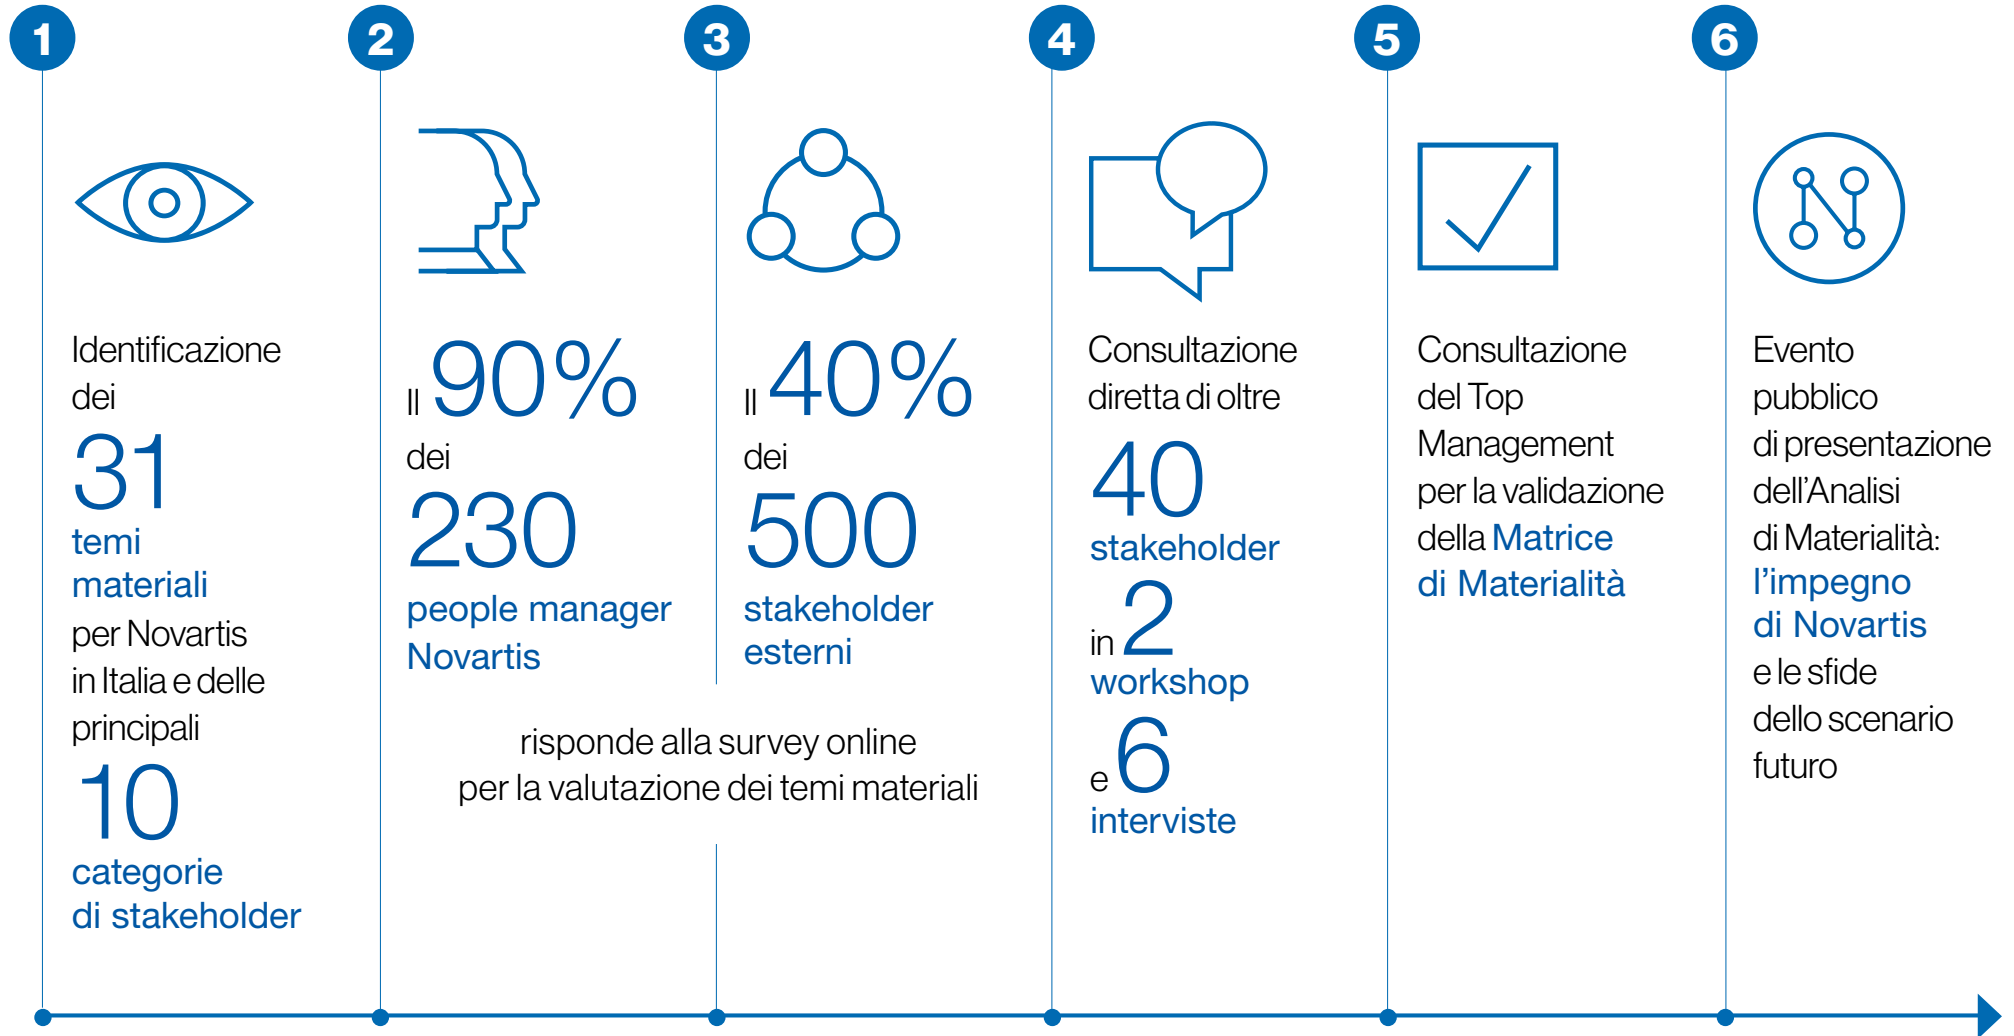 1
Identificazione
dei
31
temi
materiali
per Novartis
in Italia e delle
principali
10
categorie
di stakeholder
2
Il 90%
dei
230
people manager
Novartis
3
Il 40%
dei
500
stakeholder
esterni
risponde alla survey online
per la valutazione dei temi materiali
4
Consultazione
diretta di oltre
40
stakeholder
in 2
workshop
e 6
interviste
5
Consultazione
del Top
Management
per la validazione
della Matrice
di Materialità
6
Evento
pubblico
di presentazione
dell’Analisi
di Materialità:
l’impegno
di Novartis
e le sfide
dello scenario
futuro